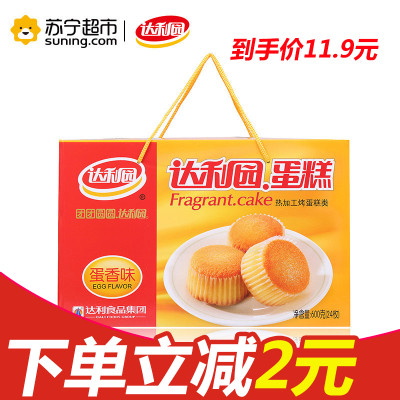 苏宁超市
suning.com
达利园
到手价11.9元
达利园
®
团团圆圆.达利园
蛋香味
EGG FLAVOR
达利食品集团
达利园.蛋糕
Fragrant.cake 热加工烤蛋糕类
净含量:600克(24枚)
下单立减2元